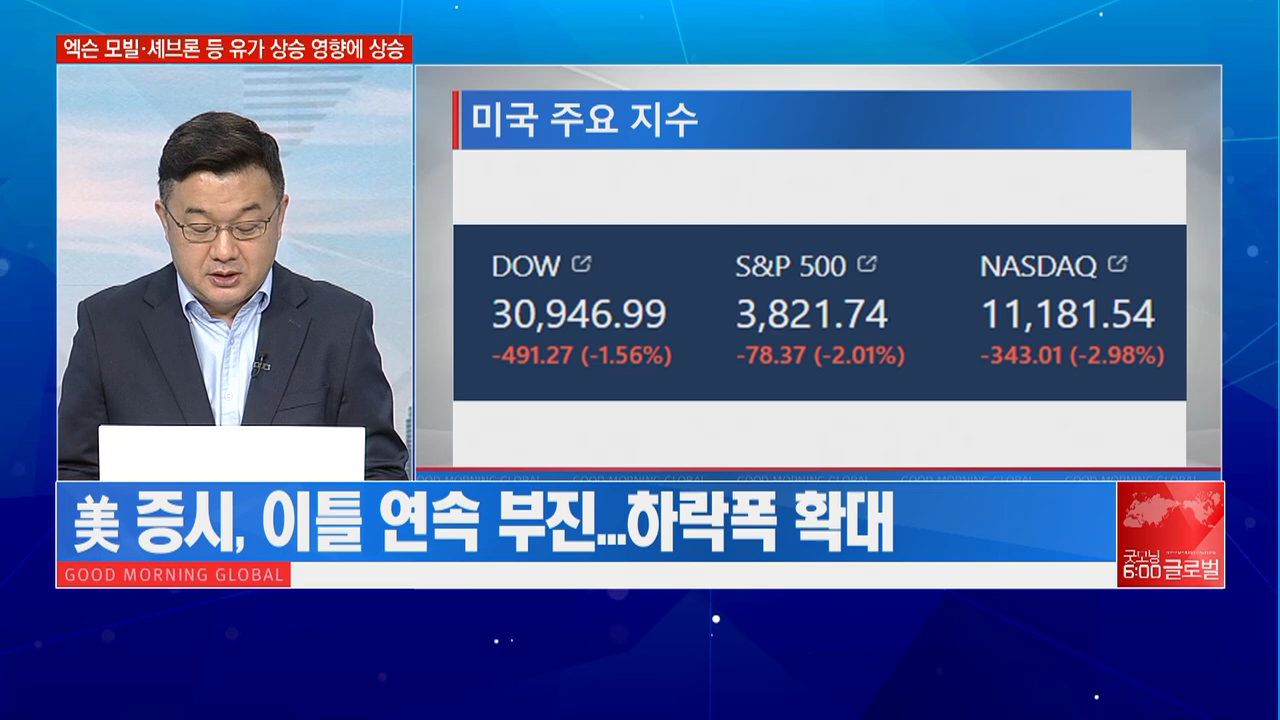 엑슨 모빌·셰브론 등 유가 상승 영향에 상승
미국 주요 지수
DOW
30,946.99
-491.27 (-1.56%)
S&P 500
3,821.74
-78.37 (-2.01%)
NASDAQ
11,181.54
-343.01 (-2.98%)
美 증시, 이틀 연속 부진...하락폭 확대
GOOD MORNING GLOBAL
굿모닝
6:00 글로벌